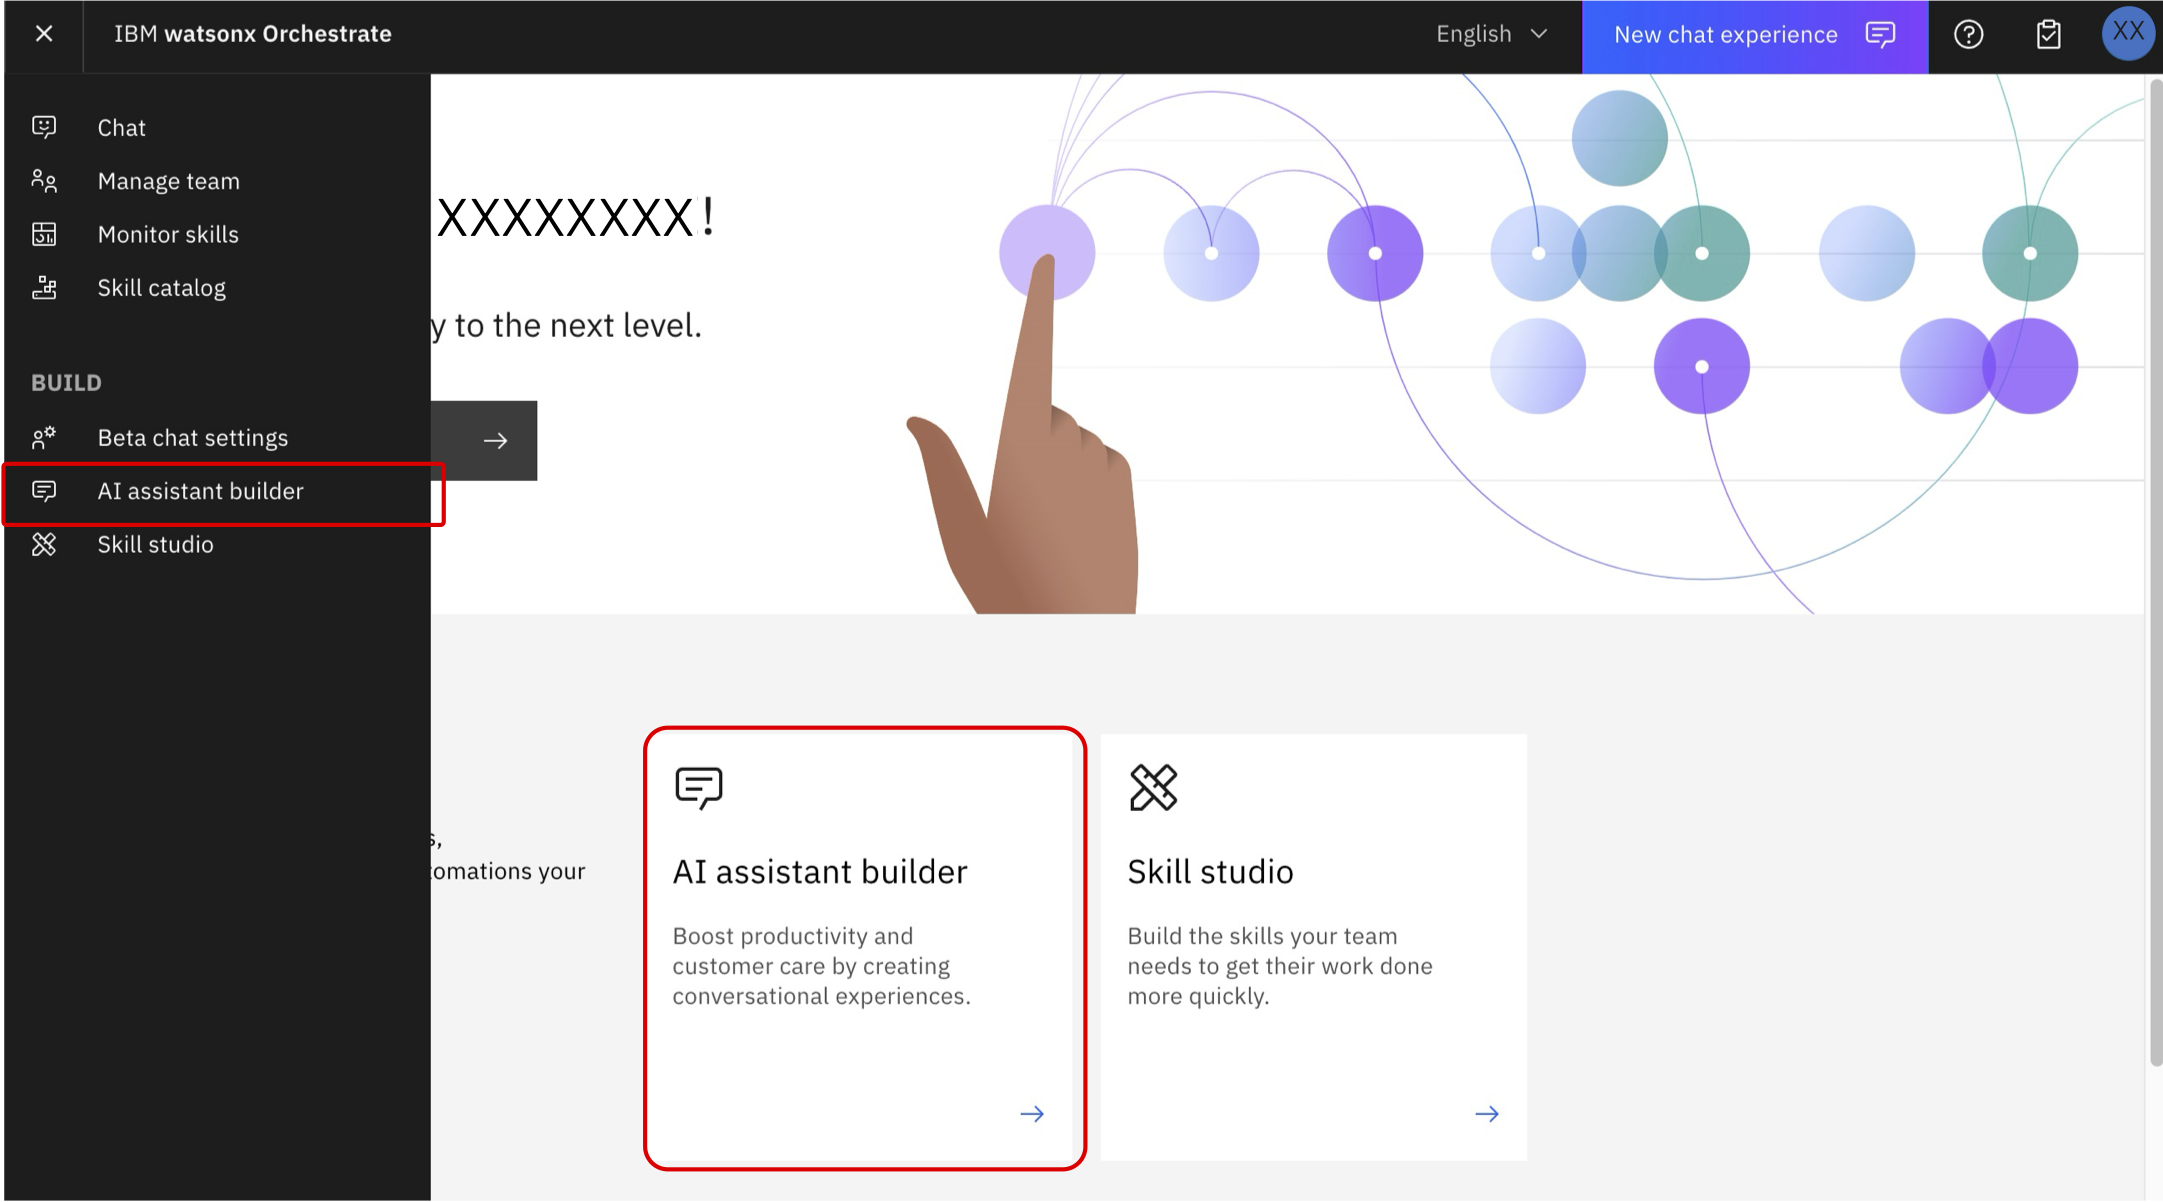 IBM watsonx Orchestrate
English
New chat experience
XX
Chat
Manage team
Monitor skills
Skill catalog
BUILD
Beta chat settings
AI assistant builder
Skill studio
XXXXXXXX!
y to the next level.
s,
omations your
AI assistant builder
Boost productivity and
customer care by creating
conversational experiences.
Skill studio
Build the skills your team
needs to get their work done
more quickly.